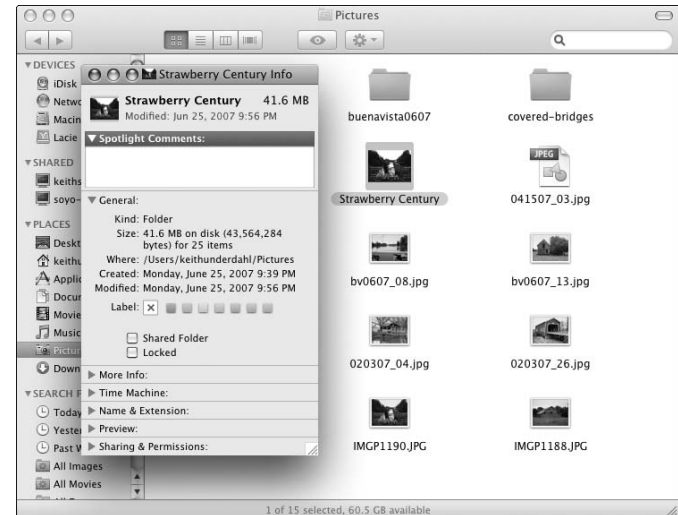 Pictures
DEVICES
iDisk
Netwo
Macin
Lacie
SHARED
keiths
soyo-
PLACES
Deskt
keithu
Applic
Docum
Movie
Music
Pictur
Down
SEARCH F
Today
Yester
Past W
All Images
All Movies
Strawberry Century Info
Strawberry Century 41.6 MB
Modified: Jun 25, 2007 9:56 PM
Spotlight Comments:
General:
Kind: Folder
Size: 41.6 MB on disk (43,564,284
bytes) for 25 items
Where: /Users/keithunderdahl/Pictures
Created: Monday, June 25, 2007 9:39 PM
Modified: Monday, June 25, 2007 9:56 PM
Label:
Shared Folder
Locked
More Info:
Time Machine:
Name & Extension:
Preview:
Sharing & Permissions:
buenavista0607 covered-bridges
JPEG
Strawberry Century 041507_03.jpg
bv0607_08.jpg bv0607_13.jpg
020307_04.jpg 020307_26.jpg
IMGP1190.JPG IMGP1188.JPG
1 of 15 selected, 60.5 GB available